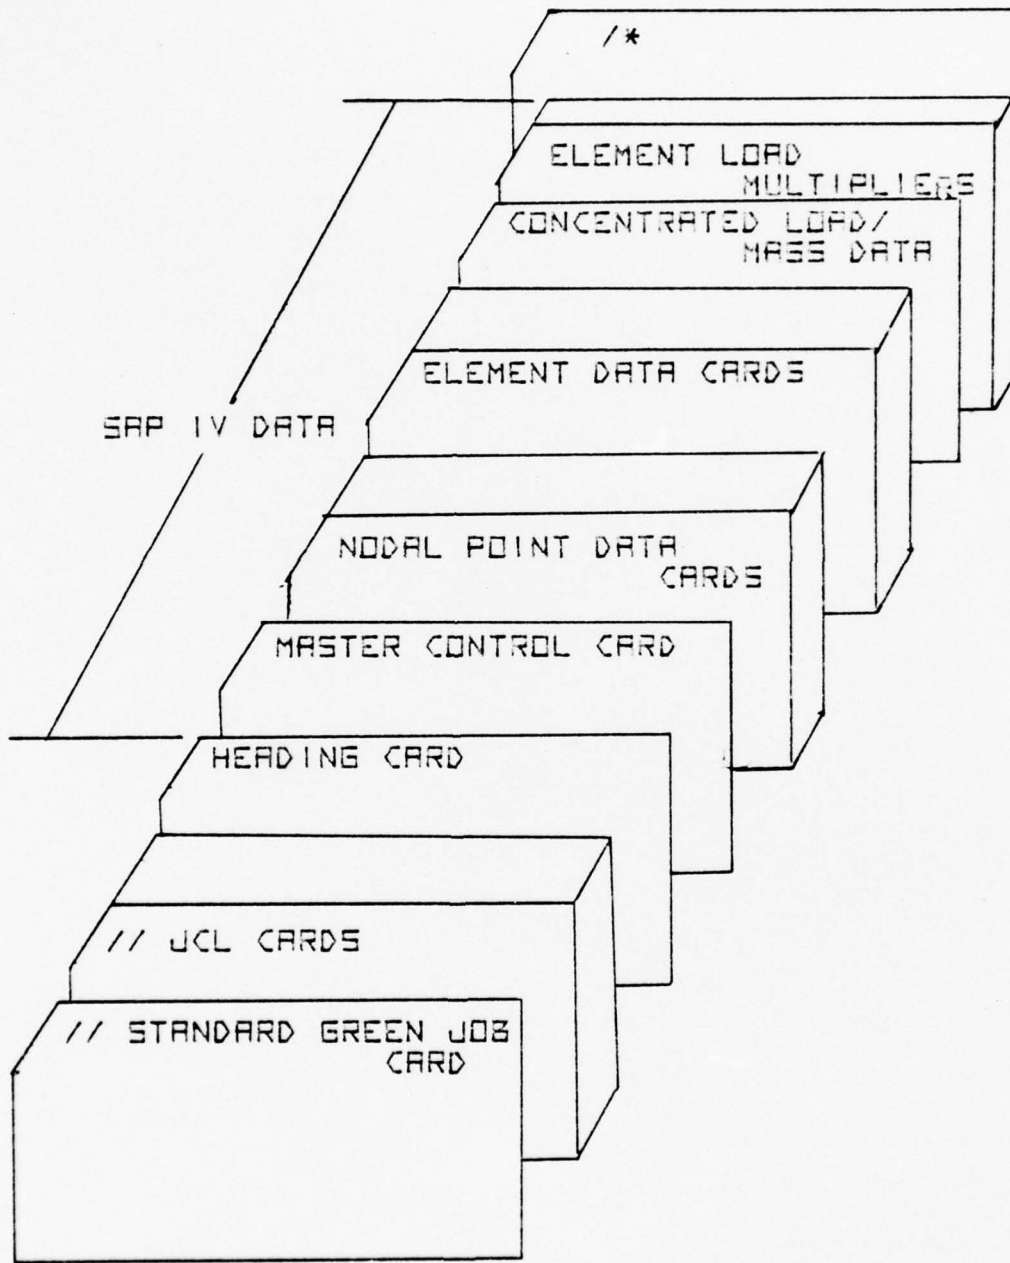 /*
ELEMENT LOAD
MULTIPLIERS
CONCENTRATED LOAD/
MASS DATA
ELEMENT DATA CARDS
SAP IV DATA
NODAL POINT DATA
CARDS
MASTER CONTROL CARD
HEADING CARD
// JCL CARDS
// STANDARD GREEN JOB
CARD